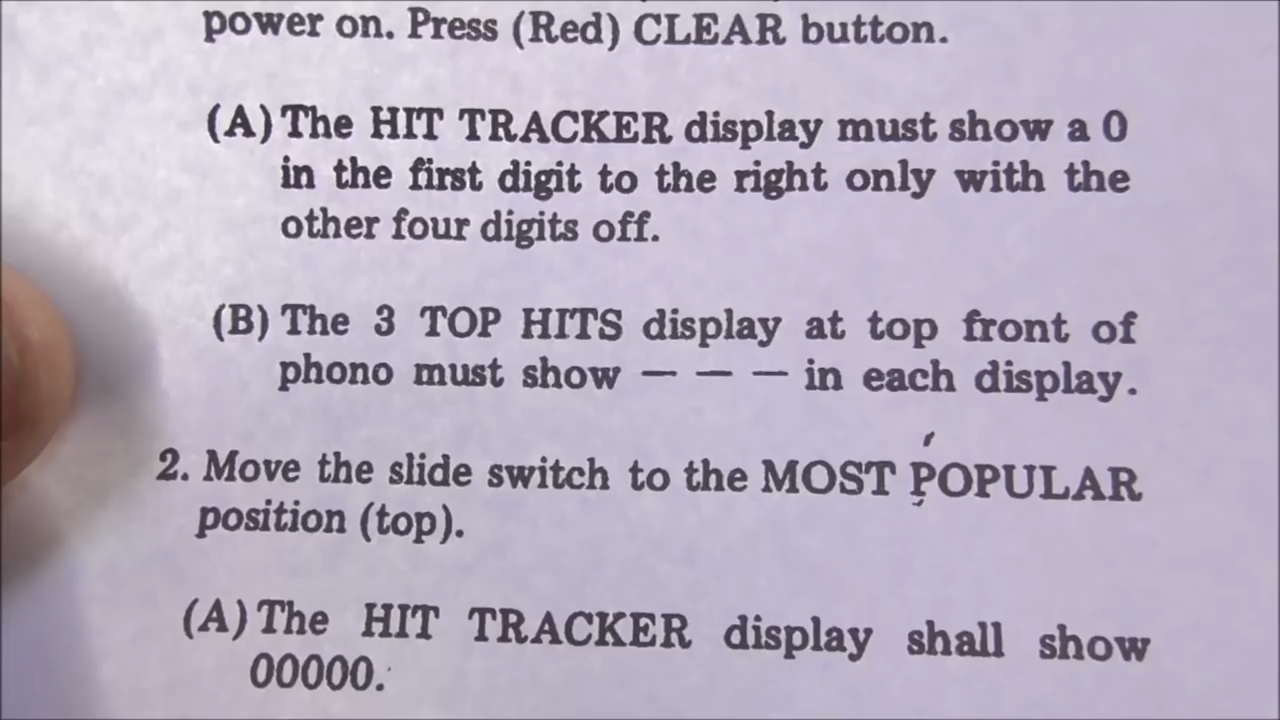 power on. Press (Red) CLEAR button.
(A) The HIT TRACKER display must show a 0
in the first digit to the right only with the
other four digits off.
(B) The 3 TOP HITS display at top front of
phono must show — — — in each display.
2. Move the slide switch to the MOST POPULAR
position (top).
(A) The HIT TRACKER display shall show
00000.